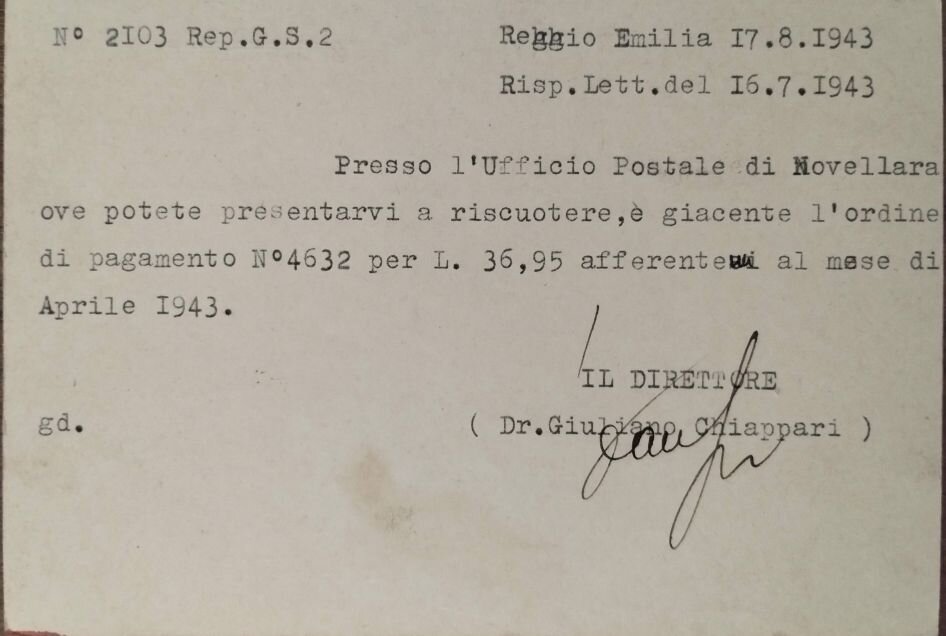 Nº 2I03 Rep.G.S.2
Reggio Emilia I7.8.I943
Risp.Lett.del I6.7.I943
Presso l'Ufficio Postale di Novellara
ove potete presentarvi a riscuotere,è giacente l'ordine
di pagamento Nº4632 per L. 36,95 afferente al mese di
Aprile I943.
IL DIRETTORE
gd.
( Dr.Giuliano Chiappari )